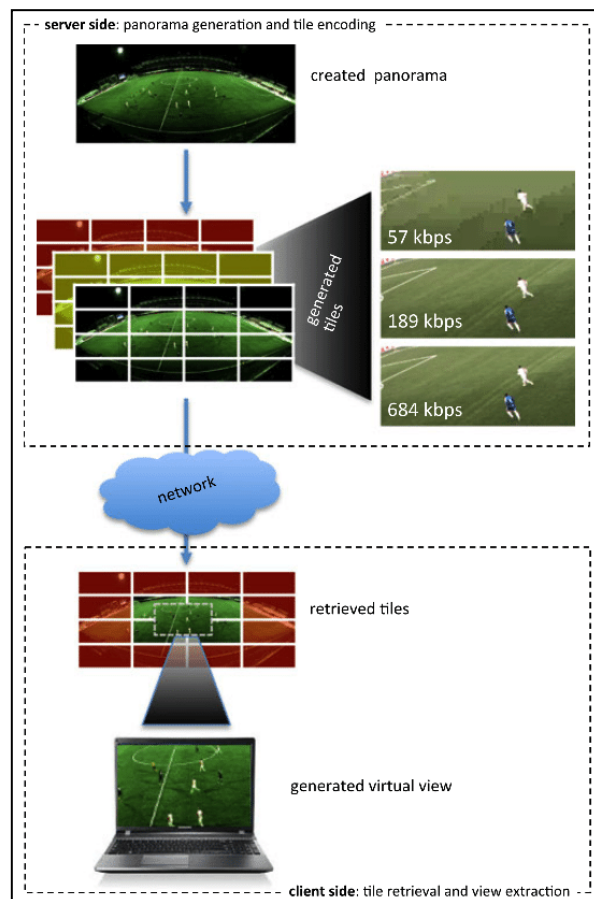 server side: panorama generation and tile encoding
created panorama
57 kbps
generated
tiles
189 kbps
684 kbps
network
retrieved tiles
generated virtual view
client side: tile retrieval and view extraction